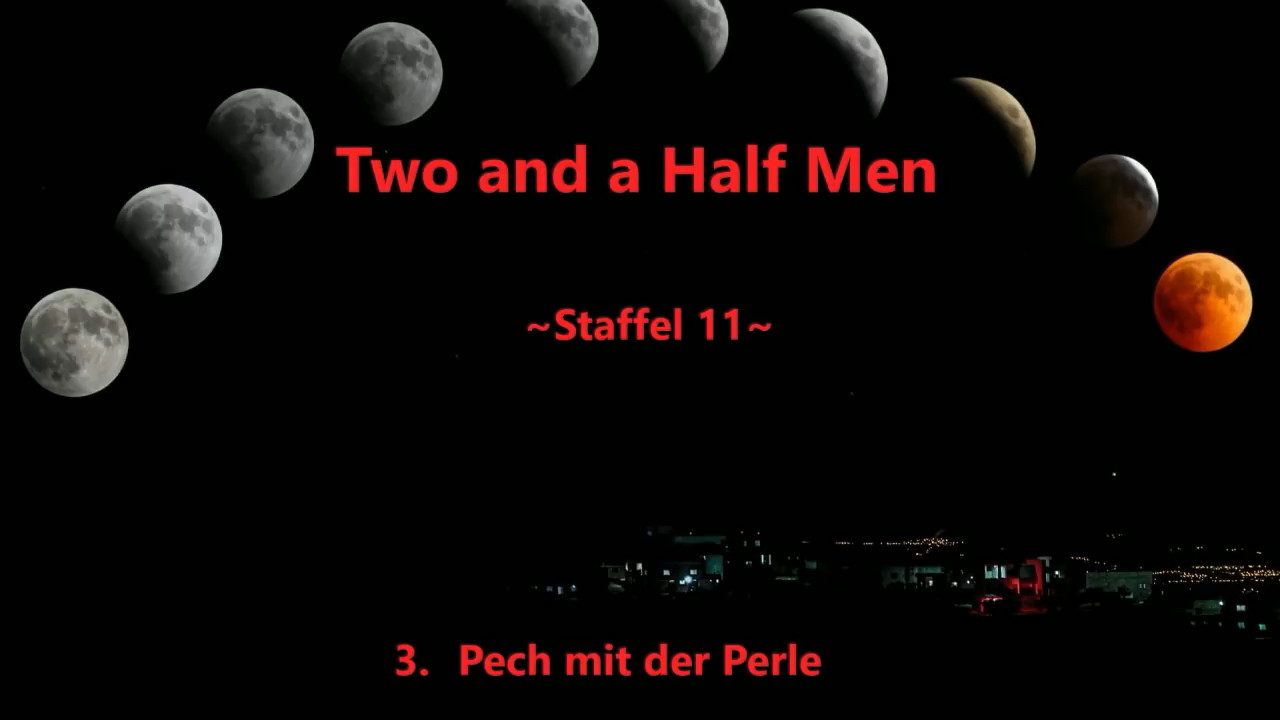 Two and a Half Men
~Staffel 11~
3. Pech mit der Perle